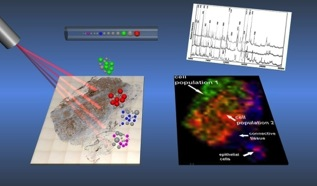 cell
population 1
cell
population 2
connective
tissue
epithelial
cells